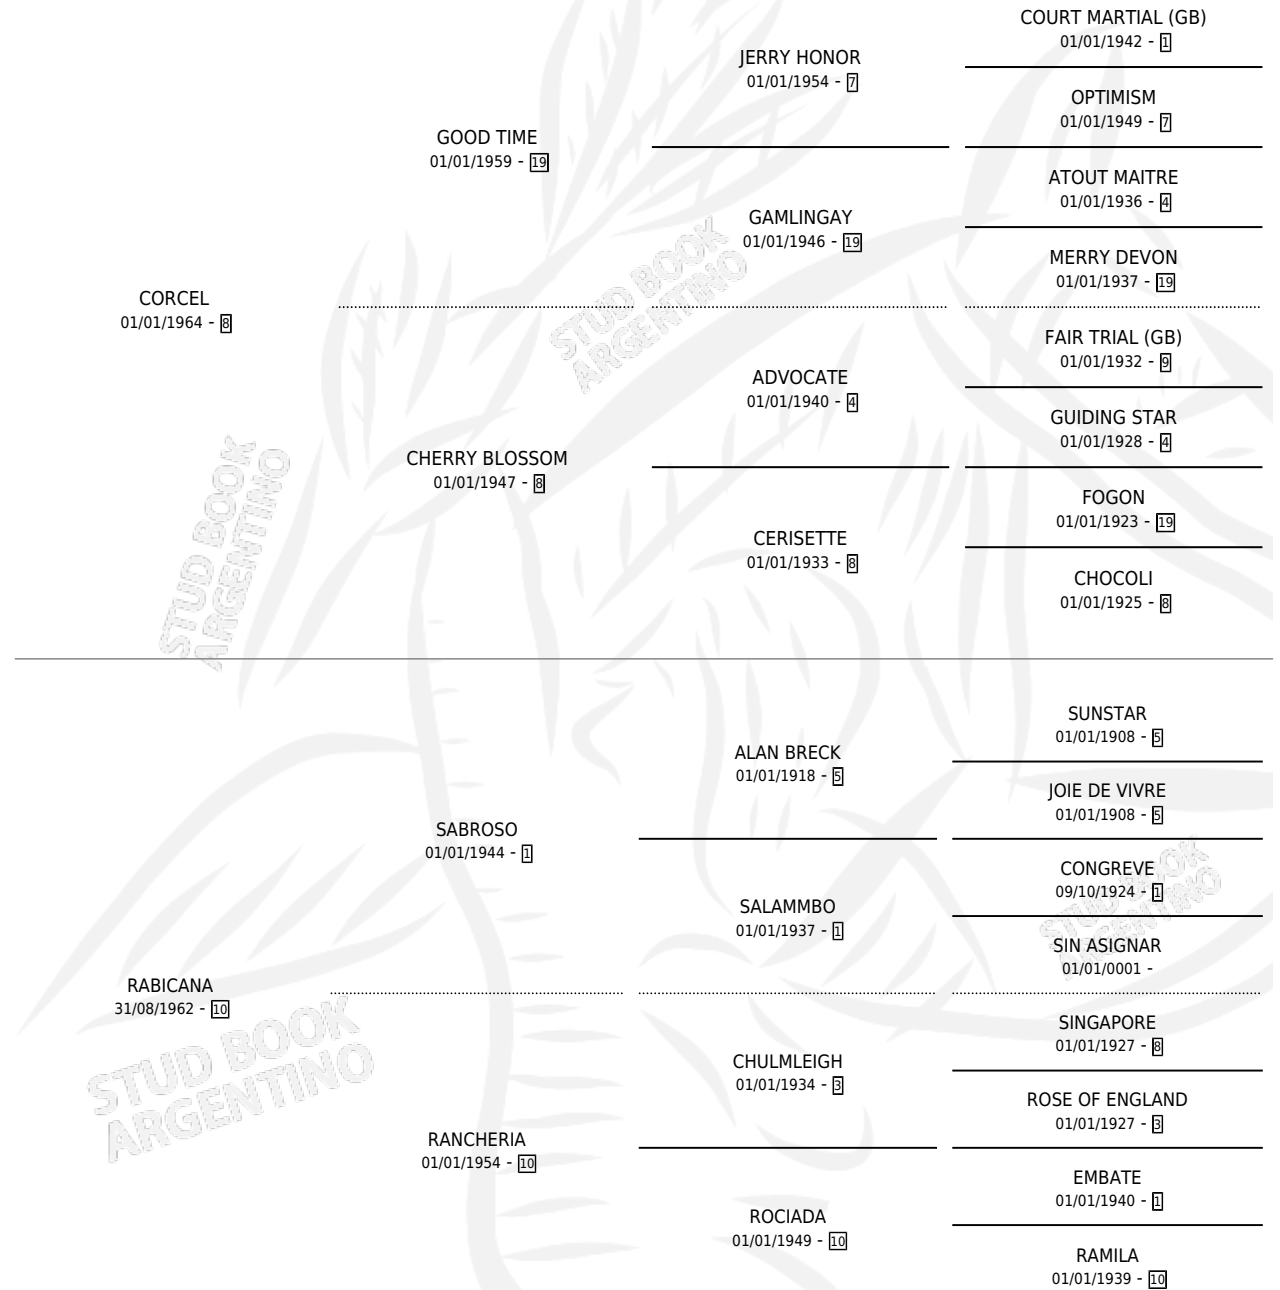 COURT MARTIAL (GB)
01/01/1942 - 1
JERRY HONOR
01/01/1954 - 7
OPTIMISM
01/01/1949 - 7
GOOD TIME
01/01/1959 - 19
ATOUT MAITRE
01/01/1936 - 4
GAMLINGAY
01/01/1946 - 19
MERRY DEVON
01/01/1937 - 19
CORCEL
01/01/1964 - 8
FAIR TRIAL (GB)
01/01/1932 - 9
ADVOCATE
01/01/1940 - 4
GUIDING STAR
01/01/1928 - 4
CHERRY BLOSSOM
01/01/1947 - 8
FOGON
01/01/1923 - 19
CERISETTE
01/01/1933 - 8
CHOCOLI
01/01/1925 - 8
SUNSTAR
01/01/1908 - 5
ALAN BRECK
01/01/1918 - 5
JOIE DE VIVRE
01/01/1908 - 5
SABROSO
01/01/1944 - 1
CONGREVE
09/10/1924 - 1
SALAMMBO
01/01/1937 - 1
SIN ASIGNAR
01/01/0001 -
RABICANA
31/08/1962 - 10
SINGAPORE
01/01/1927 - 8
CHULMLEIGH
01/01/1934 - 3
ROSE OF ENGLAND
01/01/1927 - 3
RANCHERIA
01/01/1954 - 10
EMBATE
01/01/1940 - 1
ROCIADA
01/01/1949 - 10
RAMILA
01/01/1939 - 10
STUD BOOK
ARGENTINO
STUD BOOK
ARGENTINO
STUD BOOK
ARGENTINO
STUD BOOK
ARGENTINO